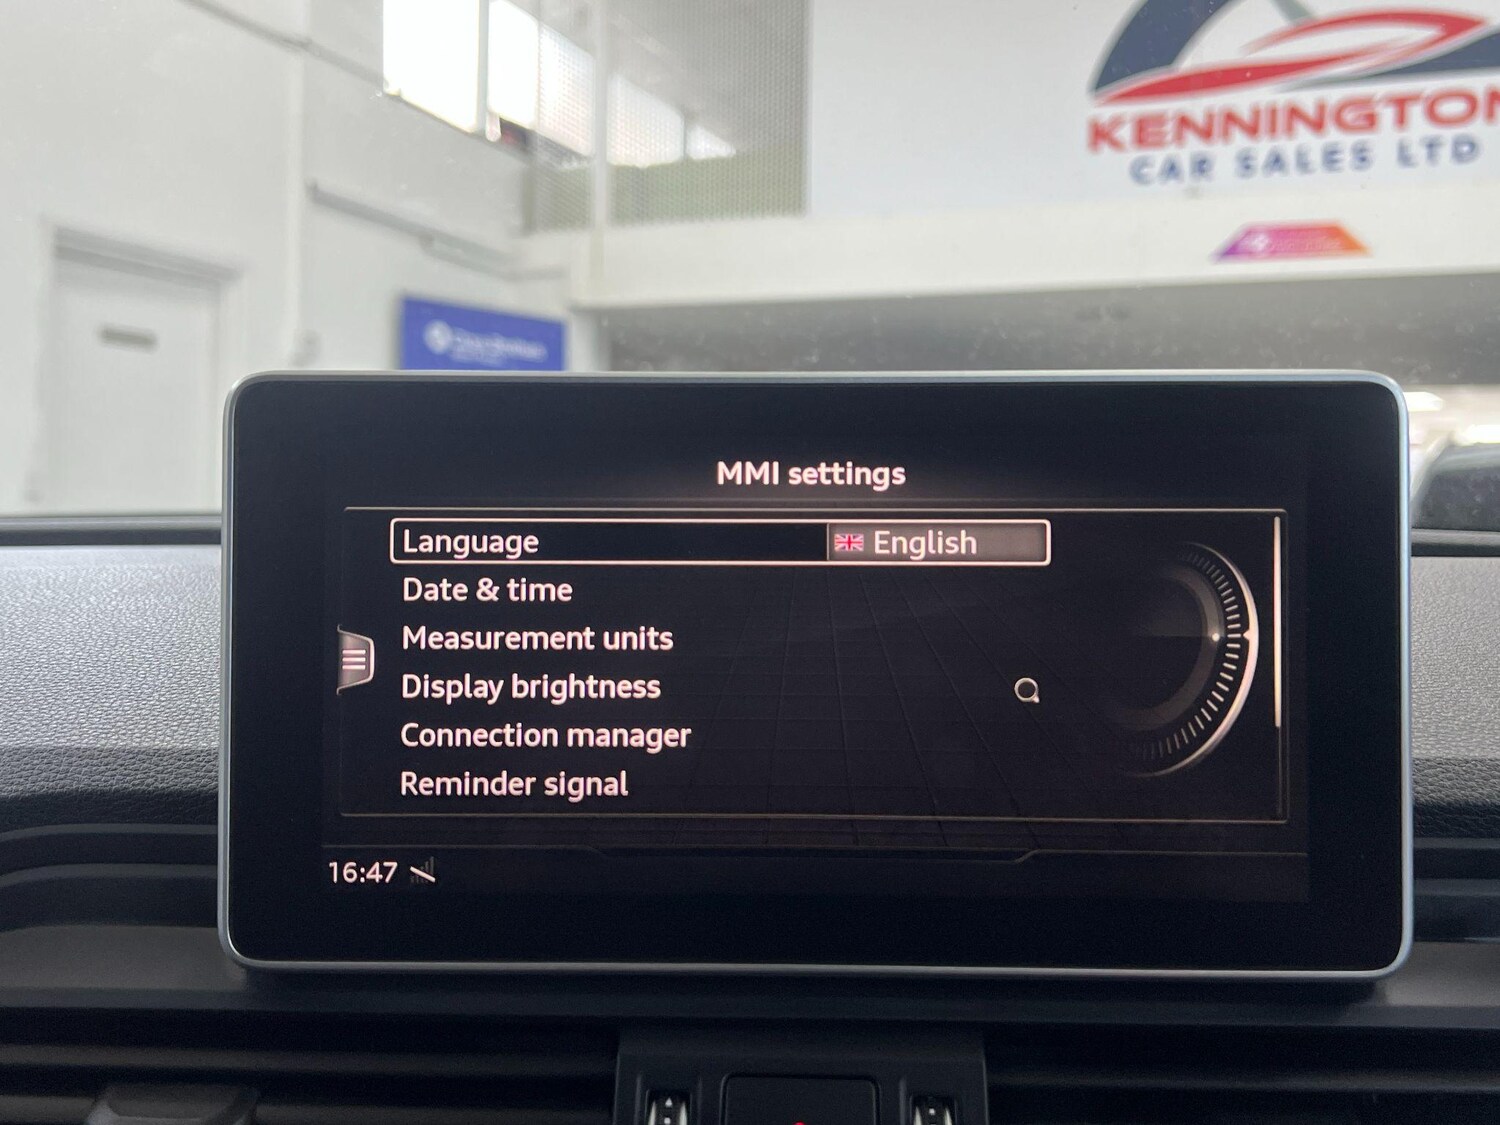 KENNINGTON
CAR SALES LTD
MMI settings
Language English
Date & time
Measurement units
Display brightness
Connection manager
Reminder signal
16:47